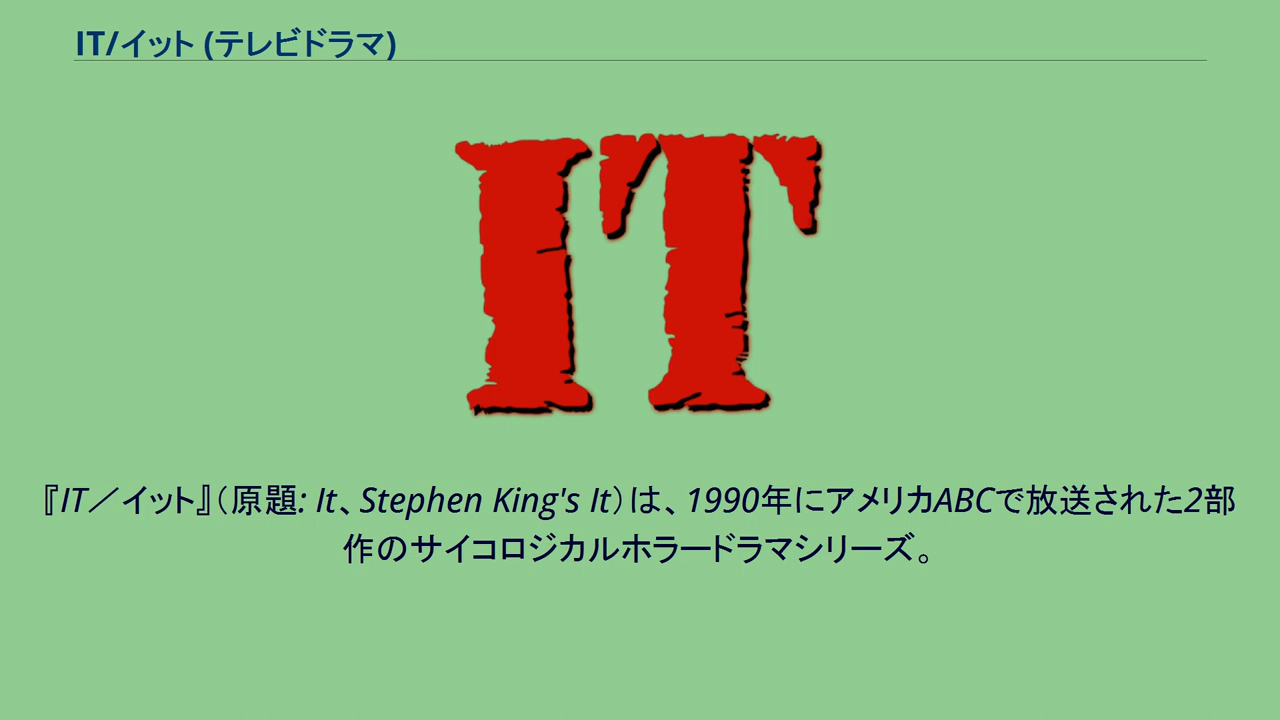 IT/イット (テレビドラマ)
IT
『IT／イット』（原題: It、Stephen King's It）は、1990年にアメリカABCで放送された2部
作のサイコロジカルホラードラマシリーズ。